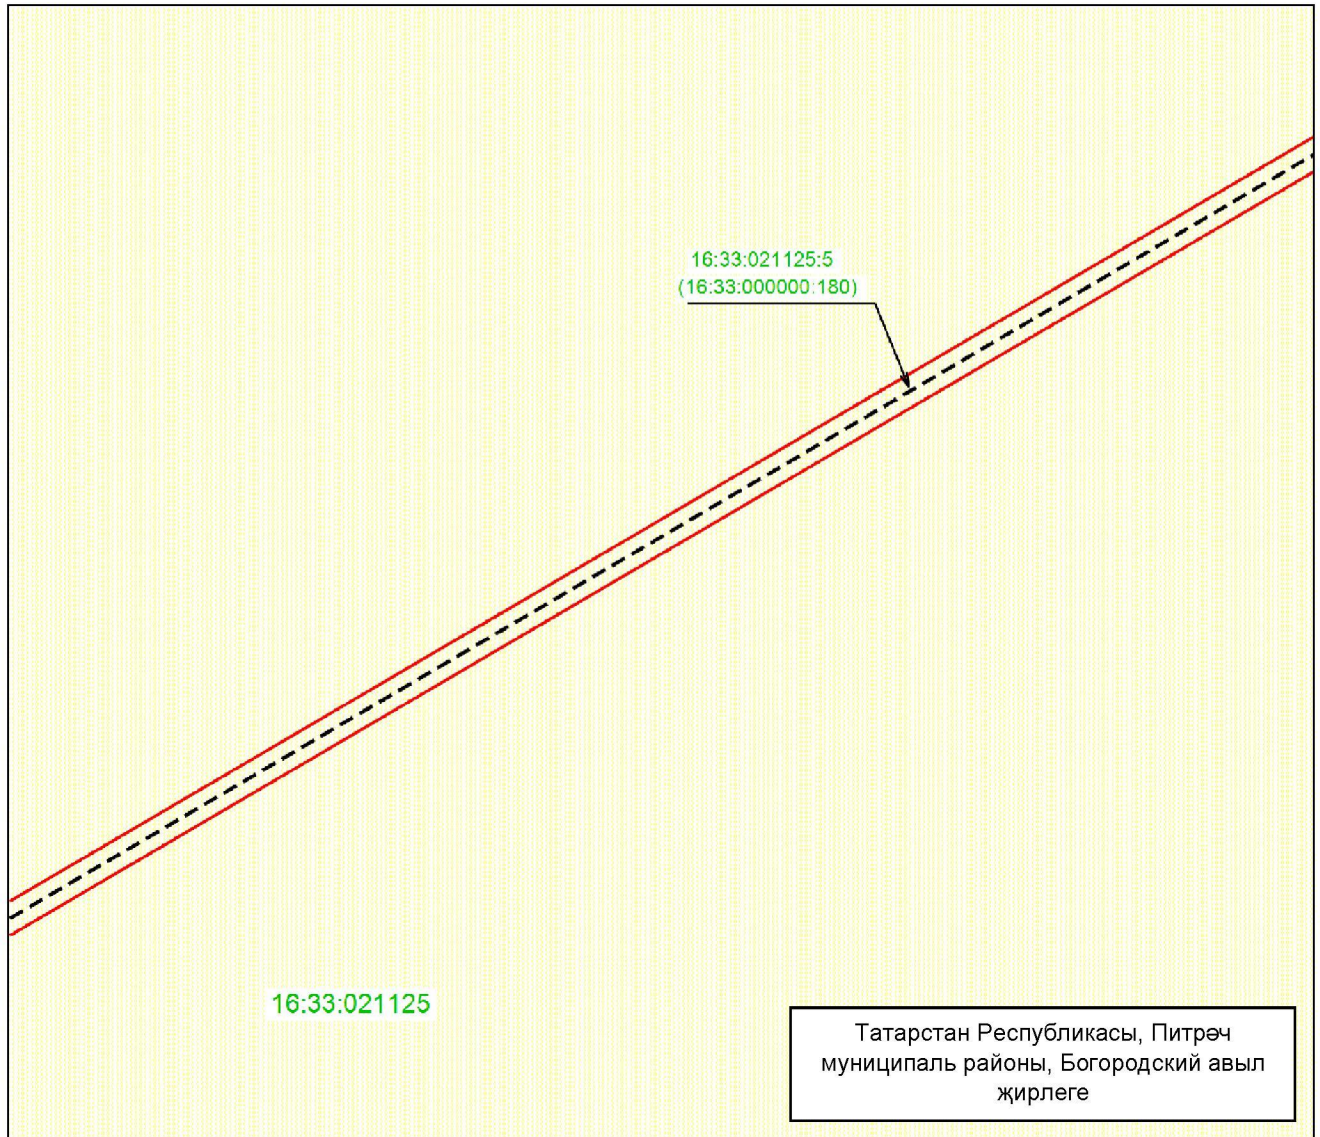 16:33:021125:5
(16:33:000000:180)
16:33:021125
Татарстан Республикасы, Питрәч
муниципаль районы, Богородский авыл
җирлеге